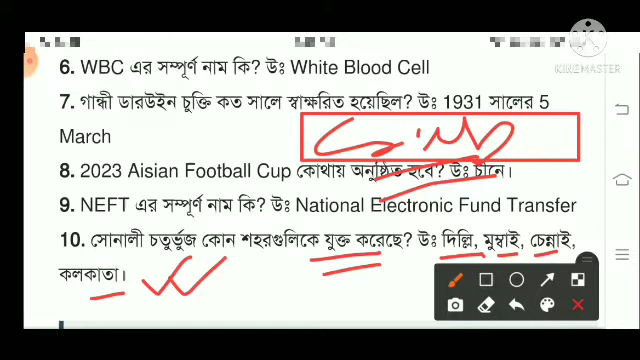 KINEMASTER
6. WBC এর সম্পূর্ণ নাম কি? উঃ White Blood Cell
7. গান্ধী ডারউইন চুক্তি কত সালে স্বাক্ষরিত হয়েছিল? উঃ 1931 সালের 5
March
8. 2023 Aisian Football Cup কোথায় অনুষ্ঠিত হবে? উঃ চীনে।
9. NEFT এর সম্পূর্ণ নাম কি? উঃ National Electronic Fund Transfer
10. সোনালী চতুর্ভুজ কোন শহরগুলিকে যুক্ত করেছে? উঃ দিল্লি, মুম্বাই, চেন্নাই,
কলকাতা।